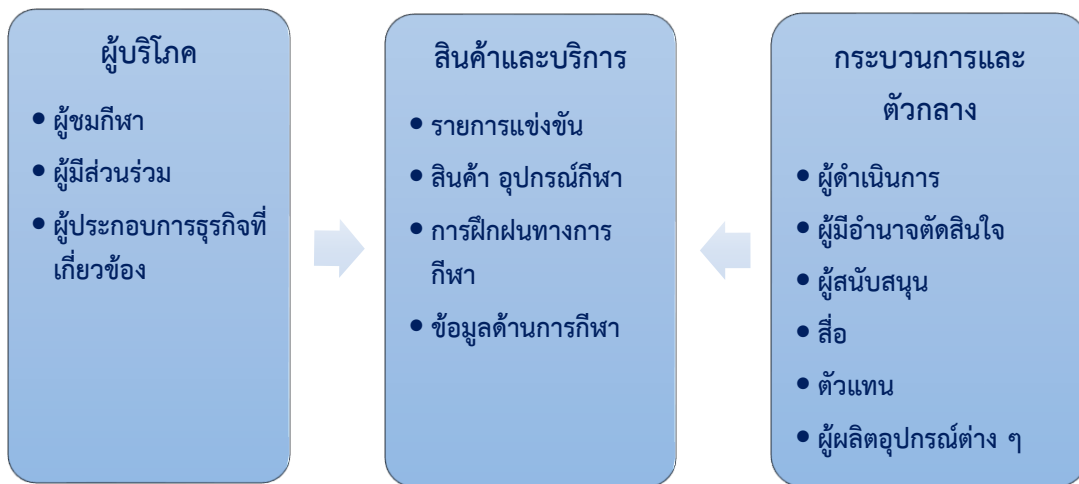 ผู้บริโภค
• ผู้ชมกีฬา
• ผู้มีส่วนร่วม
• ผู้ประกอบการธุรกิจที่
เกี่ยวข้อง
สินค้าและบริการ
• รายการแข่งขัน
• สินค้า อุปกรณ์กีฬา
• การฝึกฝนทางการ
กีฬา
• ข้อมูลด้านการกีฬา
กระบวนการและ
ตัวกลาง
• ผู้ดำเนินการ
• ผู้มีอำนาจตัดสินใจ
• ผู้สนับสนุน
• สื่อ
• ตัวแทน
• ผู้ผลิตอุปกรณ์ต่าง ๆ